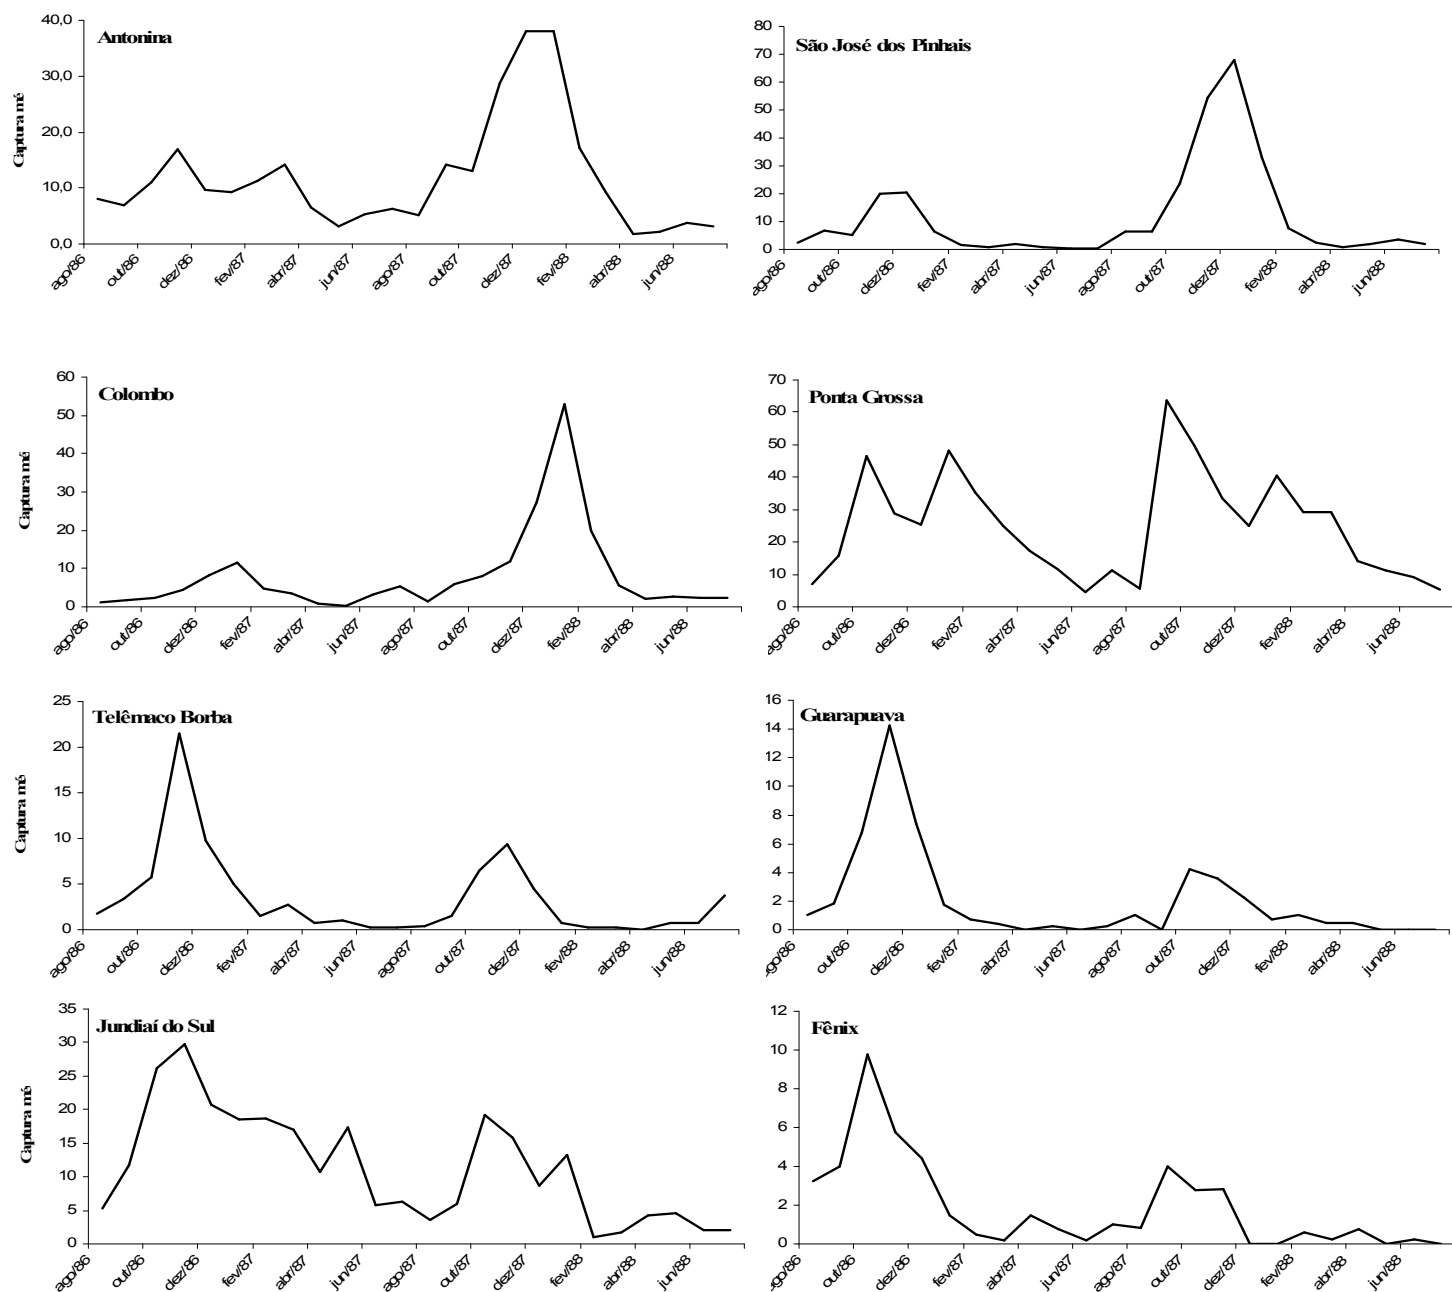 Antonina
Captura mé
40,0
30,0
20,0
10,0
0,0
ago/86 out/86 dez/86 fev/87 abr/87 jun/87 ago/87 out/87 dez/87 fev/88 abr/88 jun/88
São José dos Pinhais
80
70
60
50
40
30
20
10
0
ago/86 out/86 dez/86 fev/87 abr/87 jun/87 ago/87 out/87 dez/87 fev/88 abr/88 jun/88
Colombo
Captura mé
60
50
40
30
20
10
0
ago/86 out/86 dez/86 fev/87 abr/87 jun/87 ago/87 out/87 dez/87 fev/88 abr/88 jun/88
Ponta Grossa
70
60
50
40
30
20
10
0
ago/86 out/86 dez/86 fev/87 abr/87 jun/87 ago/87 out/87 dez/87 fev/88 abr/88 jun/88
Telêmaco Borba
Captura mé
25
20
15
10
5
0
ago/86 out/86 dez/86 fev/87 abr/87 jun/87 ago/87 out/87 dez/87 fev/88 abr/88 jun/88
Guarapuava
16
14
12
10
8
6
4
2
0
go/86 out/86 dez/86 fev/87 abr/87 jun/87 ago/87 out/87 dez/87 fev/88 abr/88 jun/88
Jundiaí do Sul
Captura mé
35
30
25
20
15
10
5
0
ago/86 out/86 dez/86 fev/87 abr/87 jun/87 ago/87 out/87 dez/87 fev/88 abr/88 jun/88
Fênix
12
10
8
6
4
2
0
go/86 out/86 dez/86 fev/87 abr/87 jun/87 ago/87 out/87 dez/87 fev/88 abr/88 jun/88